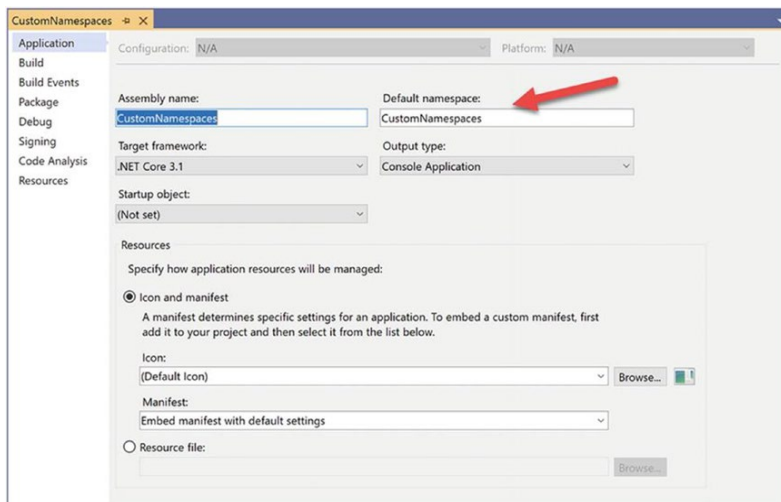 CustomNamespaces
Application
Build
Build Events
Package
Debug
Signing
Code Analysis
Resources
Configuration: N/A
Platform: N/A
Assembly name:
CustomNamespaces
Default namespace:
CustomNamespaces
Target framework:
.NET Core 3.1
Output type:
Console Application
Startup object:
(Not set)
Resources
Specify how application resources will be managed:
Icon and manifest
A manifest determines specific settings for an application. To embed a custom manifest, first
add it to your project and then select it from the list below.
Icon:
(Default Icon)
Browse...
Manifest:
Embed manifest with default settings
Resource file:
Browse...